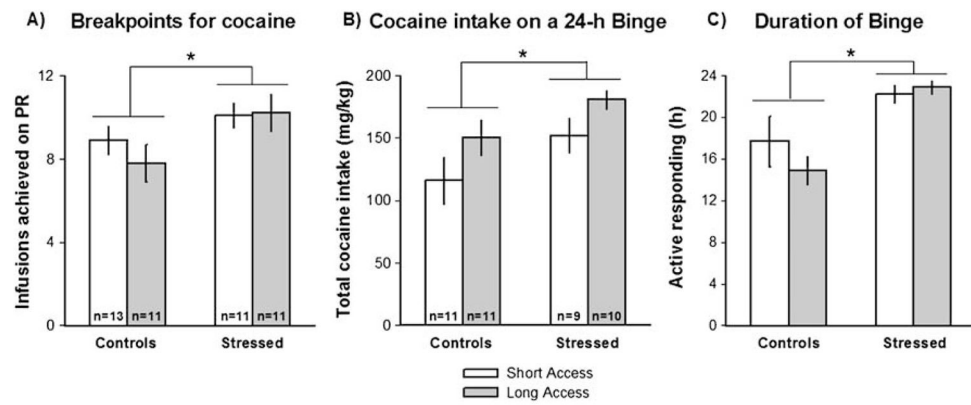 A) Breakpoints for cocaine
Infusions achieved on PR
12
8
4
0
*
n=13
n=11
n=11
n=11
Controls
Stressed
B) Cocaine intake on a 24-h Binge
Total cocaine intake (mg/kg)
200
150
100
50
0
*
n=11
n=11
n=9
n=10
Controls
Stressed
C) Duration of Binge
Active responding (h)
24
20
16
12
8
4
0
*
Controls
Stressed
Short Access
Long Access